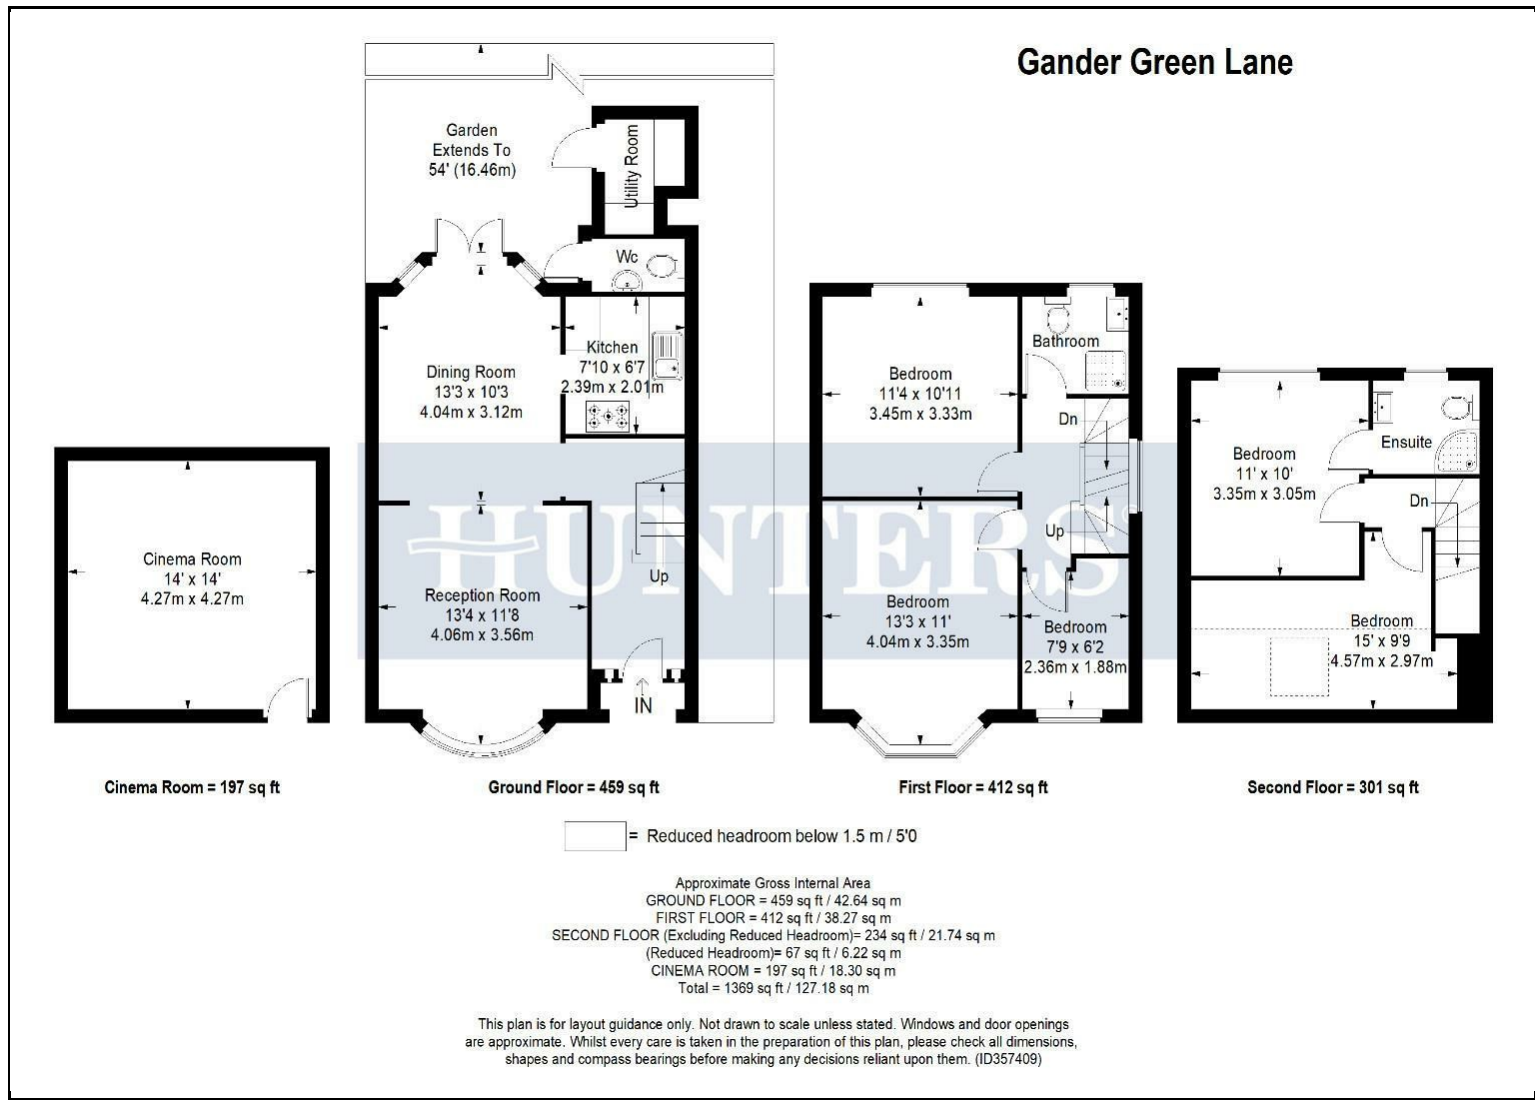 Gander Green Lane
Garden
Extends To
54' (16.46m)
Utility Room
Wc
Kitchen
7'10 x 6'7
2.39m x 2.01m
Dining Room
13'3 x 10'3
4.04m x 3.12m
Reception Room
13'4 x 11'8
4.06m x 3.56m
Up
IN
Cinema Room
14' x 14'
4.27m x 4.27m
Bedroom
11'4 x 10'11
3.45m x 3.33m
Bathroom
Dn
Up
Bedroom
13'3 x 11'
4.04m x 3.35m
Bedroom
7'9 x 6'2
2.36m x 1.88m
Bedroom
11' x 10'
3.35m x 3.05m
Ensuite
Dn
Bedroom
15' x 9'9
4.57m x 2.97m
HUNTERS®
Cinema Room = 197 sq ft
Ground Floor = 459 sq ft
First Floor = 412 sq ft
Second Floor = 301 sq ft
= Reduced headroom below 1.5 m / 5'0
Approximate Gross Internal Area
GROUND FLOOR = 459 sq ft / 42.64 sq m
FIRST FLOOR = 412 sq ft / 38.27 sq m
SECOND FLOOR (Excluding Reduced Headroom)= 234 sq ft / 21.74 sq m
(Reduced Headroom)= 67 sq ft / 6.22 sq m
CINEMA ROOM = 197 sq ft / 18.30 sq m
Total = 1369 sq ft / 127.18 sq m
This plan is for layout guidance only. Not drawn to scale unless stated. Windows and door openings
are approximate. Whilst every care is taken in the preparation of this plan, please check all dimensions,
shapes and compass bearings before making any decisions reliant upon them. (ID357409)